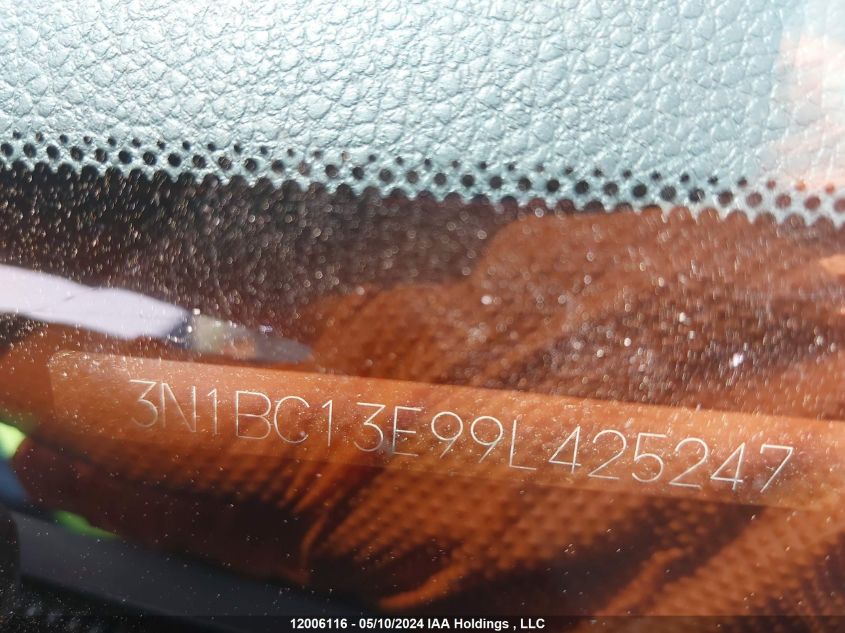 3N1BC13E99L425247
12006116 - 05/10/2024 IAA Holdings , LLC